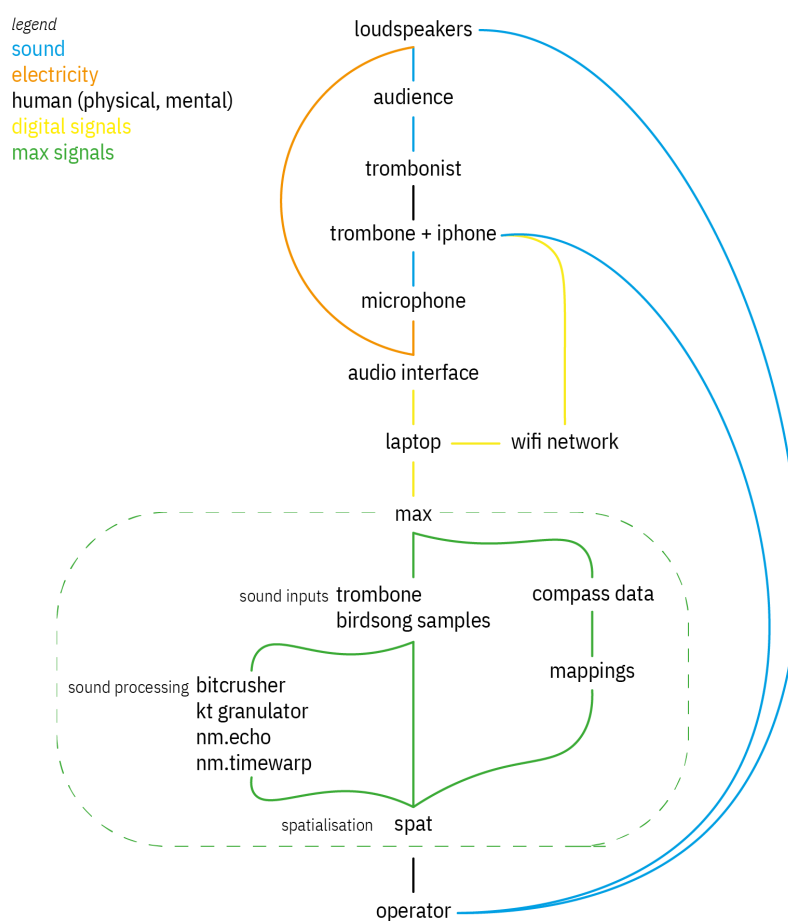 legend
sound
electricity
human (physical, mental)
digital signals
max signals
loudspeakers
audience
trombonist
trombone + iphone
microphone
audio interface
laptop
wifi network
max
sound inputs trombone
birdsong samples
compass data
mappings
sound processing bitcrusher
kt granulator
nm.echo
nm.timewarp
spatialisation spat
operator